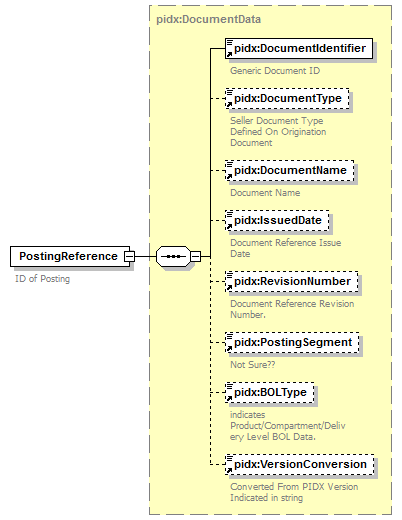 pidx:DocumentData
pidx:DocumentIdentifier
Generic Document ID
pidx:DocumentType
Seller Document Type
Defined On Origination
Document
pidx:DocumentName
Document Name
pidx:IssuedDate
Document Reference Issue
Date
PostingReference
ID of Posting
pidx:RevisionNumber
Document Reference Revision
Number.
pidx:PostingSegment
Not Sure??
pidx:BOLType
indicates
Product/Compartment/Deliv
ery Level BOL Data.
pidx:VersionConversion
Converted From PIDX Version
Indicated in string